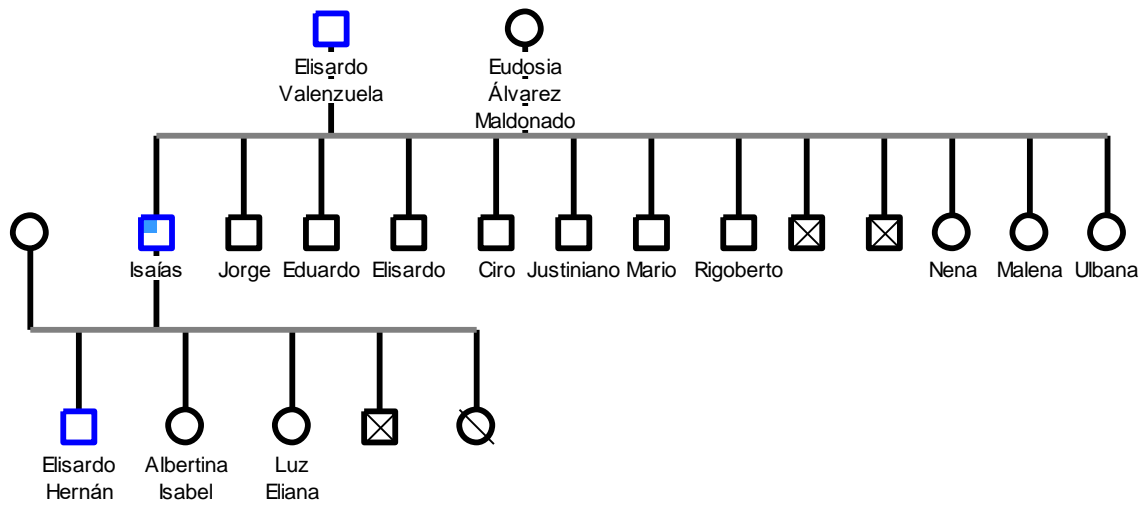 Elisardo
Valenzuela
Eudosia
Álvarez
Maldonado
Isaías
Jorge
Eduardo
Elisardo
Ciro
Justiniano
Mario
Rigoberto
Nena
Malena
Ulbana
Elisardo
Hernán
Albertina
Isabel
Luz
Eliana